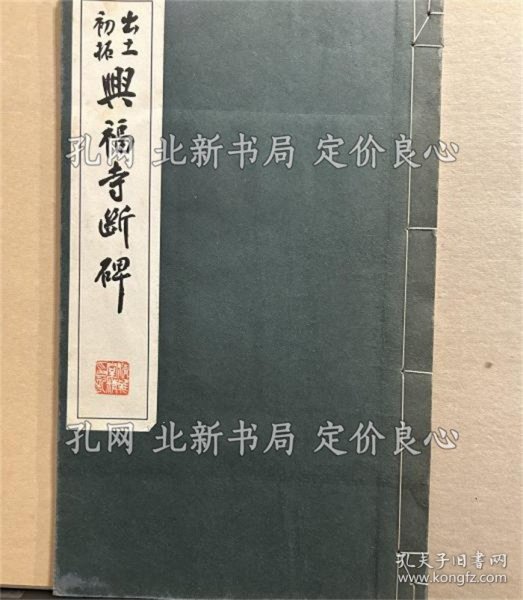 出土
初拓
興福寺斷碑
孔网 北新书局 定价良心
孔网 北新书局 定价良心
孔夫子旧书网
www.kongfz.com